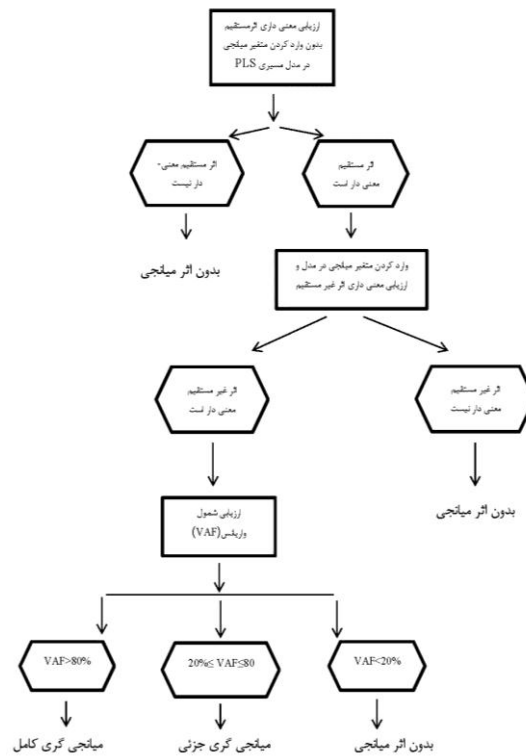 ارزیابی معنی داری اثرمستقیم
بدون وارد کردن متغیر میانجی
در مدل مسیری PLS
اثر مستقیم
معنی دار است
اثر مستقیم معنی-
دار نیست
بدون اثر میانجی
وارد کردن متغیر میانجی در مدل و
ارزیابی معنی داری اثر غیر مستقیم
اثر غیر مستقیم
معنی دار نیست
اثر غیر مستقیم
معنی دار است
بدون اثر میانجی
ارزیابی شمول
واریانس(VAF)
VAF<20%
20%≤ VAF≤80
VAF>80%
بدون اثر میانجی
میانجی گری جزئی
میانجی گری کامل